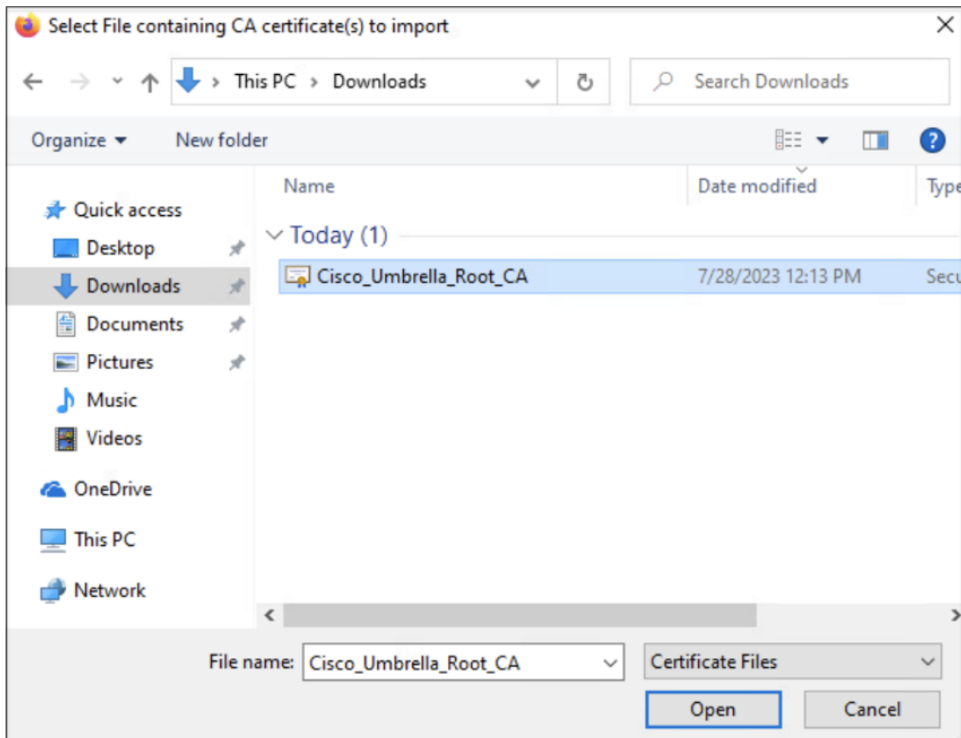 Select File containing CA certificate(s) to import
This PC > Downloads
Search Downloads
Organize
New folder
Name
Date modified
Type
Quick access
Desktop
Downloads
Documents
Pictures
Music
Videos
OneDrive
This PC
Network
Today (1)
Cisco_Umbrella_Root_CA
7/28/2023 12:13 PM
Secu
File name:
Cisco_Umbrella_Root_CA
Certificate Files
Open
Cancel